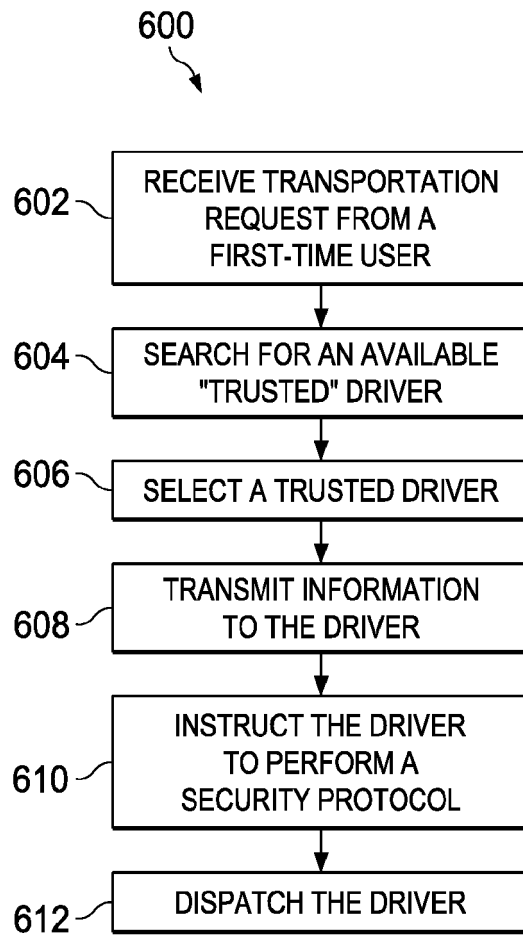 600
602
RECEIVE TRANSPORTATION
REQUEST FROM A
FIRST-TIME USER
604
SEARCH FOR AN AVAILABLE
"TRUSTED" DRIVER
606
SELECT A TRUSTED DRIVER
608
TRANSMIT INFORMATION
TO THE DRIVER
610
INSTRUCT THE DRIVER
TO PERFORM A
SECURITY PROTOCOL
612
DISPATCH THE DRIVER